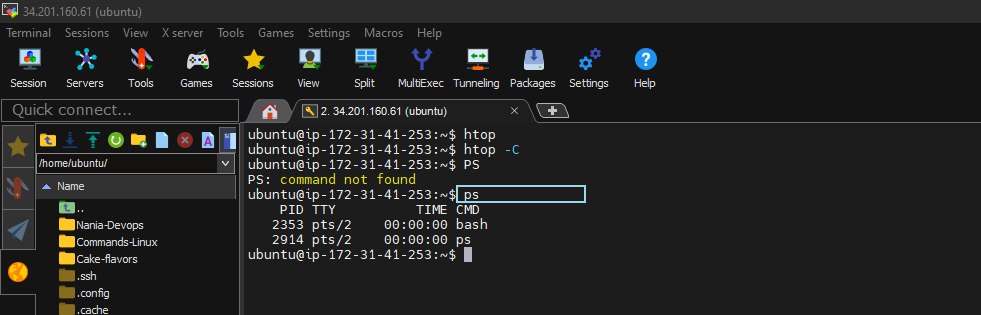 34.201.160.61 (ubuntu)
Terminal Sessions View X server Tools Games Settings Macros Help
Session Servers Tools Games Sessions View Split MultiExec Tunneling Packages Settings Help
Quick connect...
2. 34.201.160.61 (ubuntu)
/home/ubuntu/
Name
..
Nania-Devops
Commands-Linux
Cake-flavors
.ssh
.config
.cache
ubuntu@ip-172-31-41-253:~$ htop
ubuntu@ip-172-31-41-253:~$ htop -C
ubuntu@ip-172-31-41-253:~$ PS
PS: command not found
ubuntu@ip-172-31-41-253:~$ ps
PID TTY TIME CMD
2353 pts/2 00:00:00 bash
2914 pts/2 00:00:00 ps
ubuntu@ip-172-31-41-253:~$